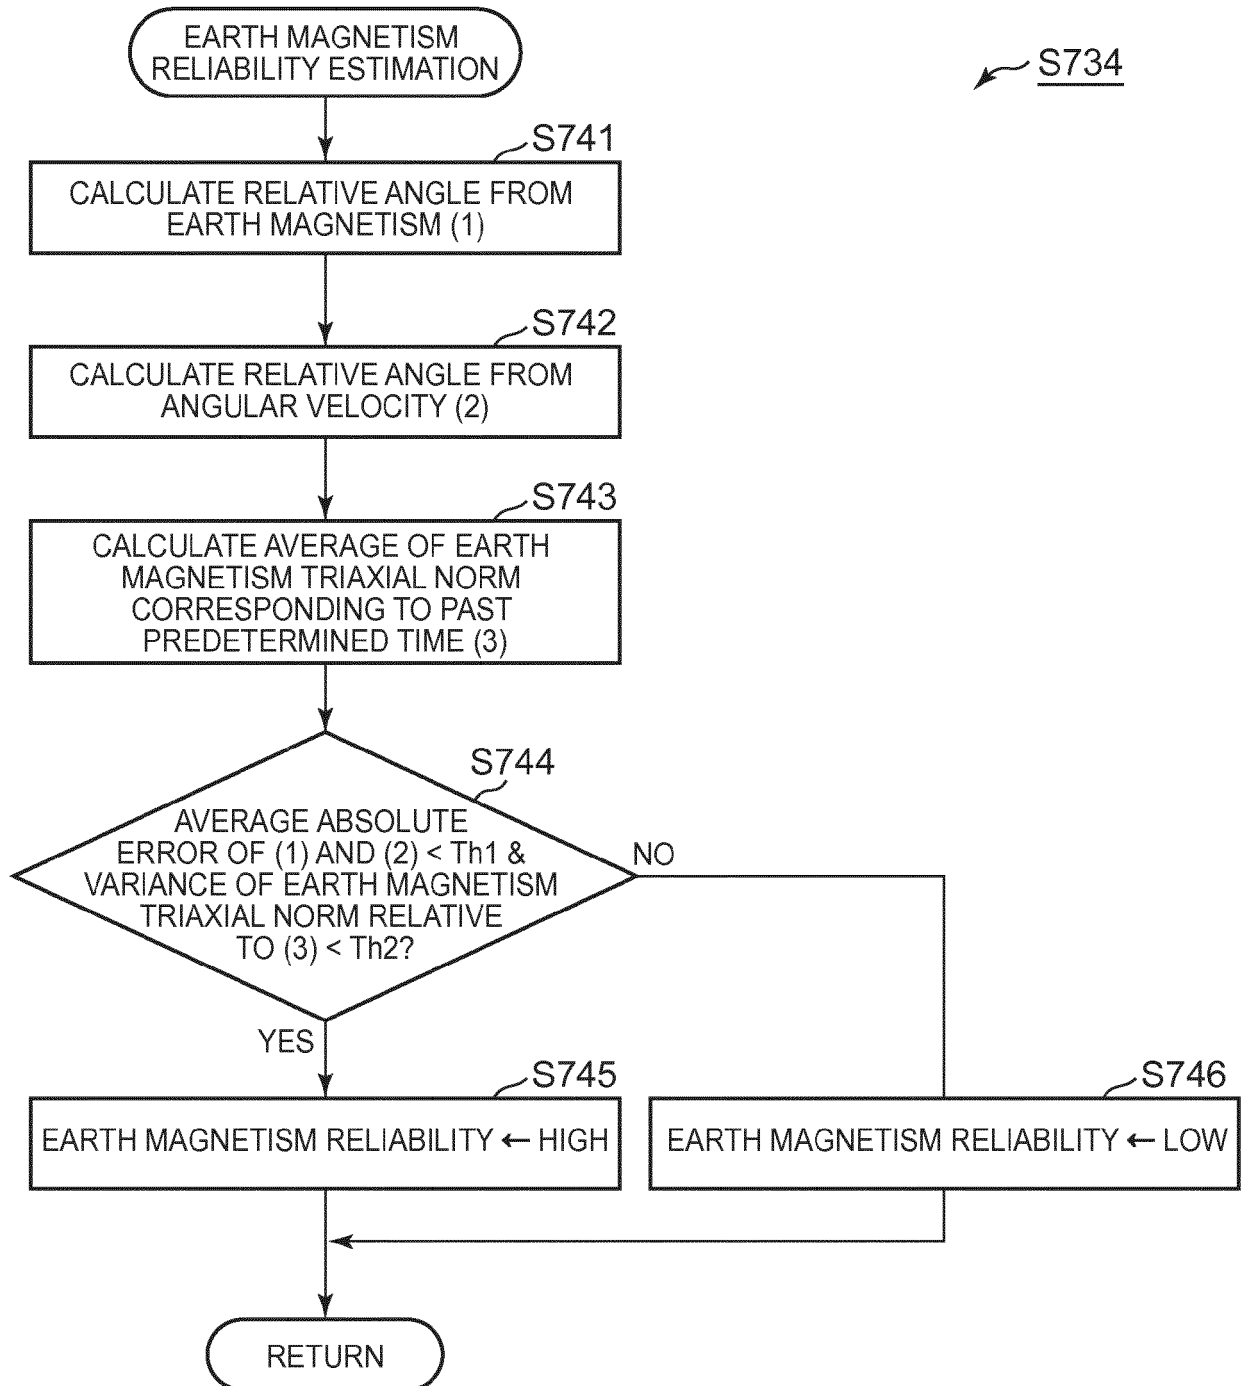 EARTH MAGNETISM
RELIABILITY ESTIMATION
S734
S741
CALCULATE RELATIVE ANGLE FROM
EARTH MAGNETISM (1)
S742
CALCULATE RELATIVE ANGLE FROM
ANGULAR VELOCITY (2)
S743
CALCULATE AVERAGE OF EARTH
MAGNETISM TRIAXIAL NORM
CORRESPONDING TO PAST
PREDETERMINED TIME (3)
S744
AVERAGE ABSOLUTE
ERROR OF (1) AND (2) < Th1 &
VARIANCE OF EARTH MAGNETISM
TRIAXIAL NORM RELATIVE
TO (3) < Th2?
NO
YES
S745
EARTH MAGNETISM RELIABILITY ← HIGH
S746
EARTH MAGNETISM RELIABILITY ← LOW
RETURN